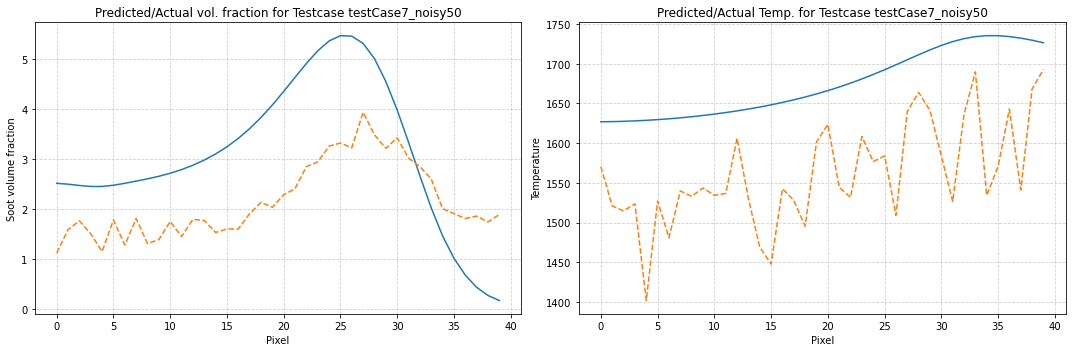 Predicted/Actual vol. fraction for Testcase testCase7_noisy50
5
4
3
2
1
0
Soot volume fraction
0 5 10 15 20 25 30 35 40
Pixel
Predicted/Actual Temp. for Testcase testCase7_noisy50
1750
1700
1650
1600
1550
1500
1450
1400
Temperature
0 5 10 15 20 25 30 35 40
Pixel